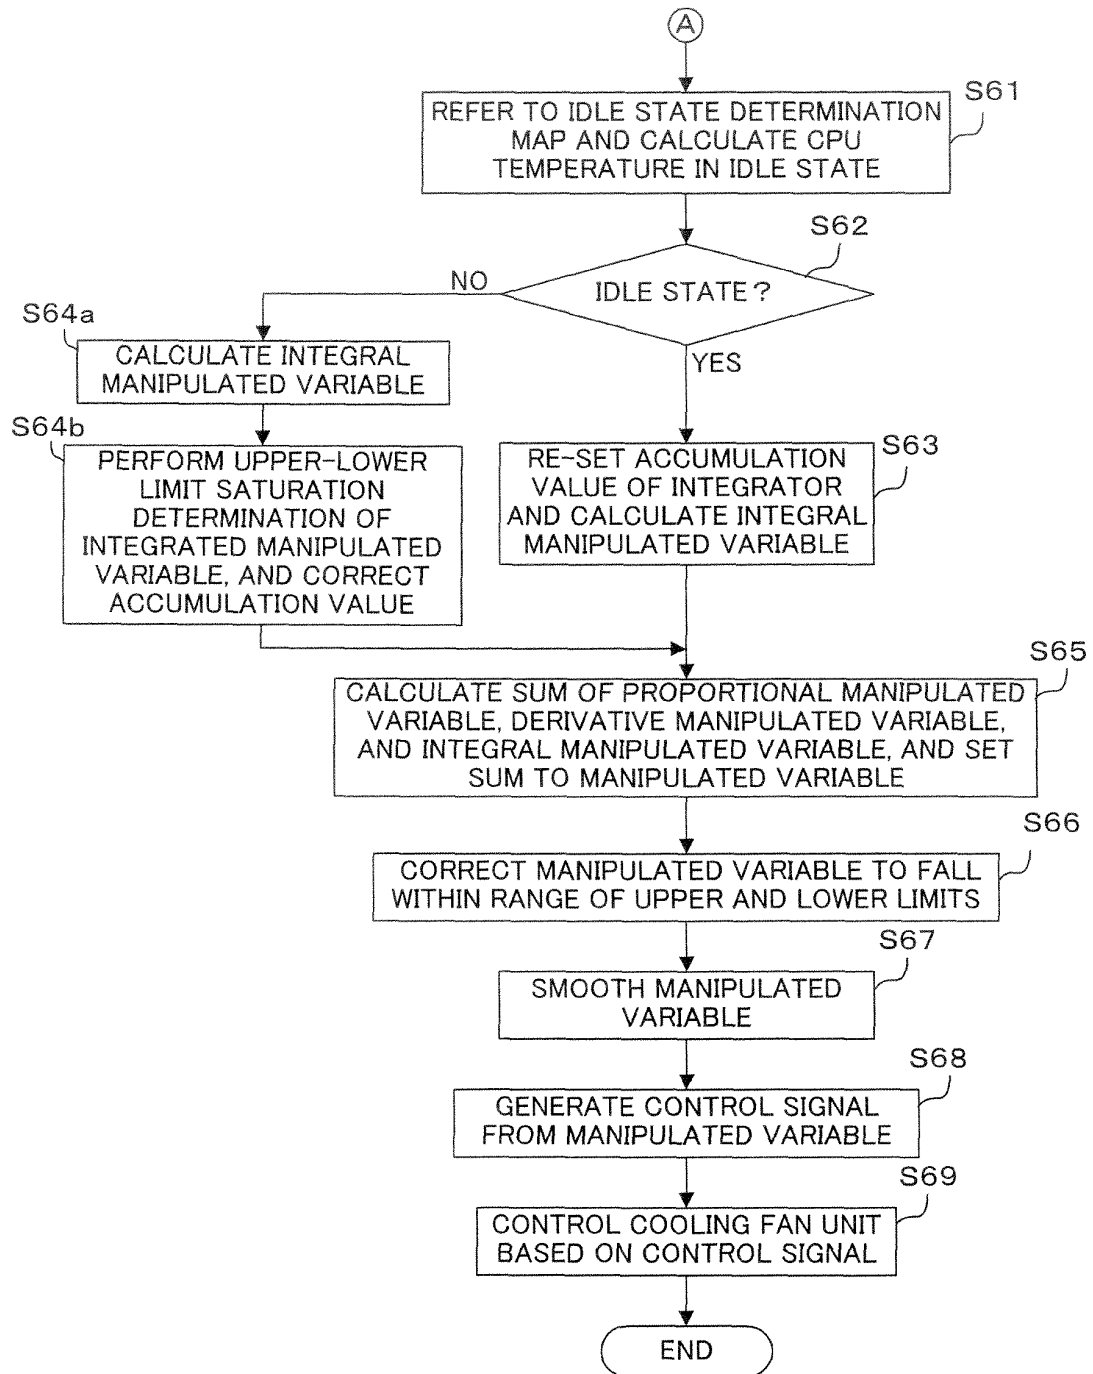 A
S61
REFER TO IDLE STATE DETERMINATION
MAP AND CALCULATE CPU
TEMPERATURE IN IDLE STATE
S62
IDLE STATE?
NO
YES
S64a
CALCULATE INTEGRAL
MANIPULATED VARIABLE
S64b
PERFORM UPPER-LOWER
LIMIT SATURATION
DETERMINATION OF
INTEGRATED MANIPULATED
VARIABLE, AND CORRECT
ACCUMULATION VALUE
S63
RE-SET ACCUMULATION
VALUE OF INTEGRATOR
AND CALCULATE INTEGRAL
MANIPULATED VARIABLE
S65
CALCULATE SUM OF PROPORTIONAL MANIPULATED
VARIABLE, DERIVATIVE MANIPULATED VARIABLE,
AND INTEGRAL MANIPULATED VARIABLE, AND SET
SUM TO MANIPULATED VARIABLE
S66
CORRECT MANIPULATED VARIABLE TO FALL
WITHIN RANGE OF UPPER AND LOWER LIMITS
S67
SMOOTH MANIPULATED
VARIABLE
S68
GENERATE CONTROL SIGNAL
FROM MANIPULATED VARIABLE
S69
CONTROL COOLING FAN UNIT
BASED ON CONTROL SIGNAL
END